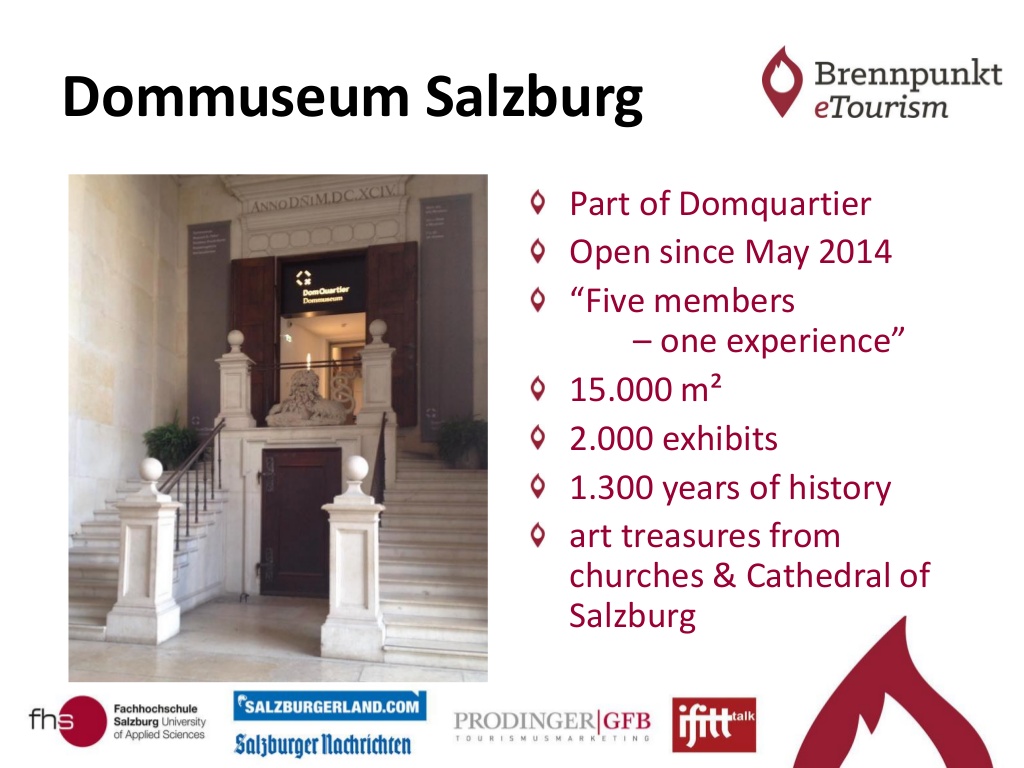 Dommuseum Salzburg
Brennpunkt
eTourism
ANNO DNI M.DC.XCIV.
DomQuartier
Dommuseum
Part of Domquartier
Open since May 2014
“Five members
– one experience”
15.000 m²
2.000 exhibits
1.300 years of history
art treasures from
churches & Cathedral of
Salzburg
fhs
Fachhochschule
Salzburg University
of Applied Sciences
SALZBURGERLAND.COM
Salzburger Nachrichten
PRODINGER|GFB
TOURISMUSMARKETING
ifitt talk